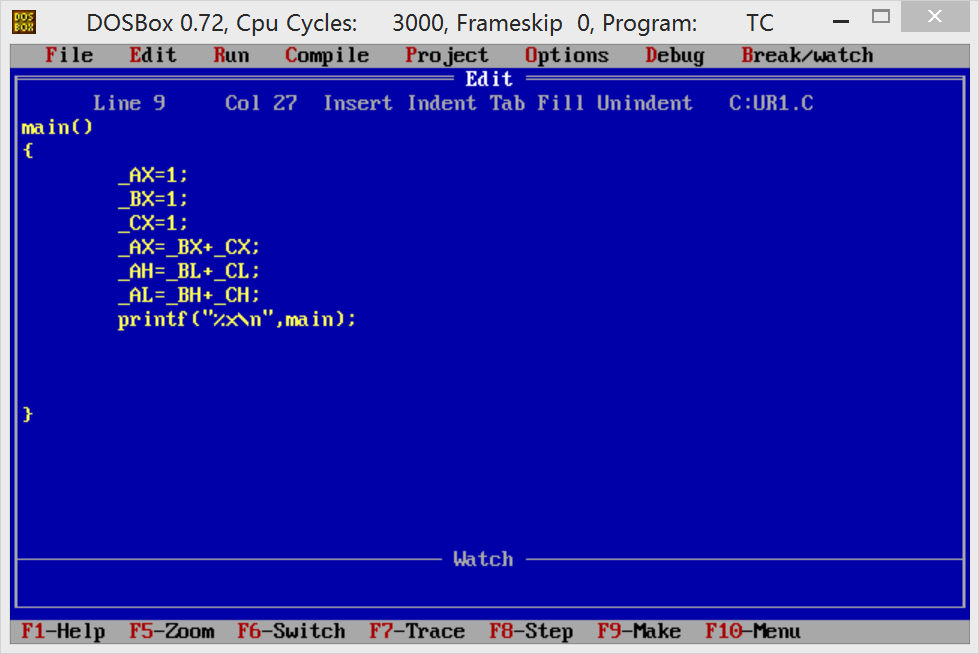 DOS BOX DOSBox 0.72, Cpu Cycles: 3000, Frameskip 0, Program: TC
File Edit Run Compile Project Options Debug Break/watch
Edit
Line 9 Col 27 Insert Indent Tab Fill Unindent C:UR1.C
main()
{
_AX=1;
_BX=1;
_CX=1;
_AX=_BX+_CX;
_AH=_BL+_CL;
_AL=_BH+_CH;
printf("%x\n",main);
}
Watch
F1-Help F5-Zoom F6-Switch F7-Trace F8-Step F9-Make F10-Menu